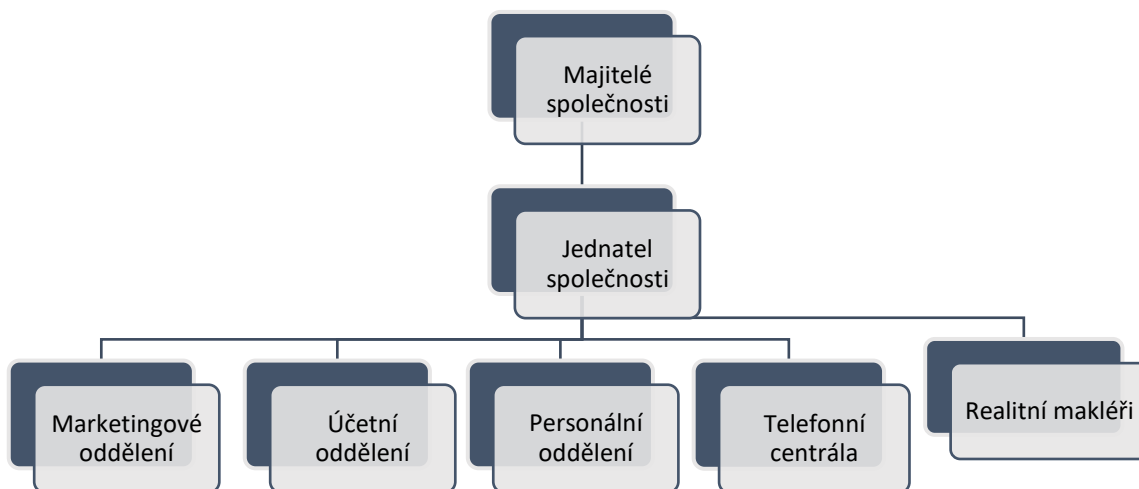 Majitelé
společnosti
Jednatel
společnosti
Marketingové
oddělení
Účetní
oddělení
Personální
oddělení
Telefonní
centrála
Realitní makléři